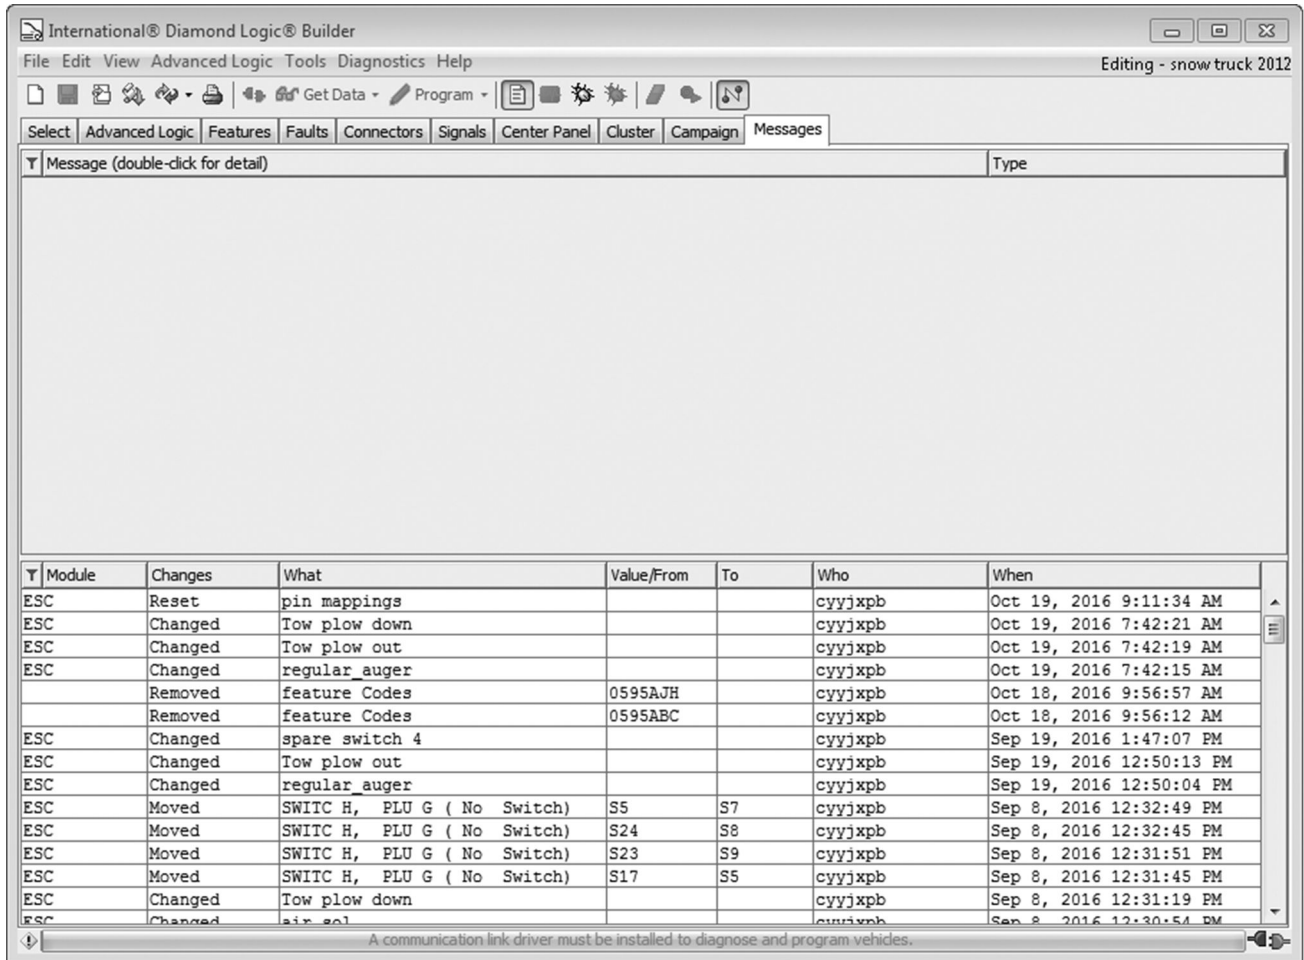 International® Diamond Logic® Builder
File Edit View Advanced Logic Tools Diagnostics Help
Editing - snow truck 2012
Get Data Program
Select Advanced Logic Features Faults Connectors Signals Center Panel Cluster Campaign Messages
Message (double-click for detail) Type
Module Changes What Value/From To Who When
ESC Reset pin mappings cyyjxpb Oct 19, 2016 9:11:34 AM
ESC Changed Tow plow down cyyjxpb Oct 19, 2016 7:42:21 AM
ESC Changed Tow plow out cyyjxpb Oct 19, 2016 7:42:19 AM
ESC Changed regular_auger cyyjxpb Oct 19, 2016 7:42:15 AM
Removed feature Codes 0595AJH cyyjxpb Oct 18, 2016 9:56:57 AM
Removed feature Codes 0595ABC cyyjxpb Oct 18, 2016 9:56:12 AM
ESC Changed spare switch 4 cyyjxpb Sep 19, 2016 1:47:07 PM
ESC Changed Tow plow out cyyjxpb Sep 19, 2016 12:50:13 PM
ESC Changed regular_auger cyyjxpb Sep 19, 2016 12:50:04 PM
ESC Moved SWITC H, PLU G ( No Switch) S5 S7 cyyjxpb Sep 8, 2016 12:32:49 PM
ESC Moved SWITC H, PLU G ( No Switch) S24 S8 cyyjxpb Sep 8, 2016 12:32:45 PM
ESC Moved SWITC H, PLU G ( No Switch) S23 S9 cyyjxpb Sep 8, 2016 12:31:51 PM
ESC Moved SWITC H, PLU G ( No Switch) S17 S5 cyyjxpb Sep 8, 2016 12:31:45 PM
ESC Changed Tow plow down cyyjxpb Sep 8, 2016 12:31:19 PM
ESC Changed air sol cyyjxpb Sep 8, 2016 12:30:54 PM
A communication link driver must be installed to diagnose and program vehicles.